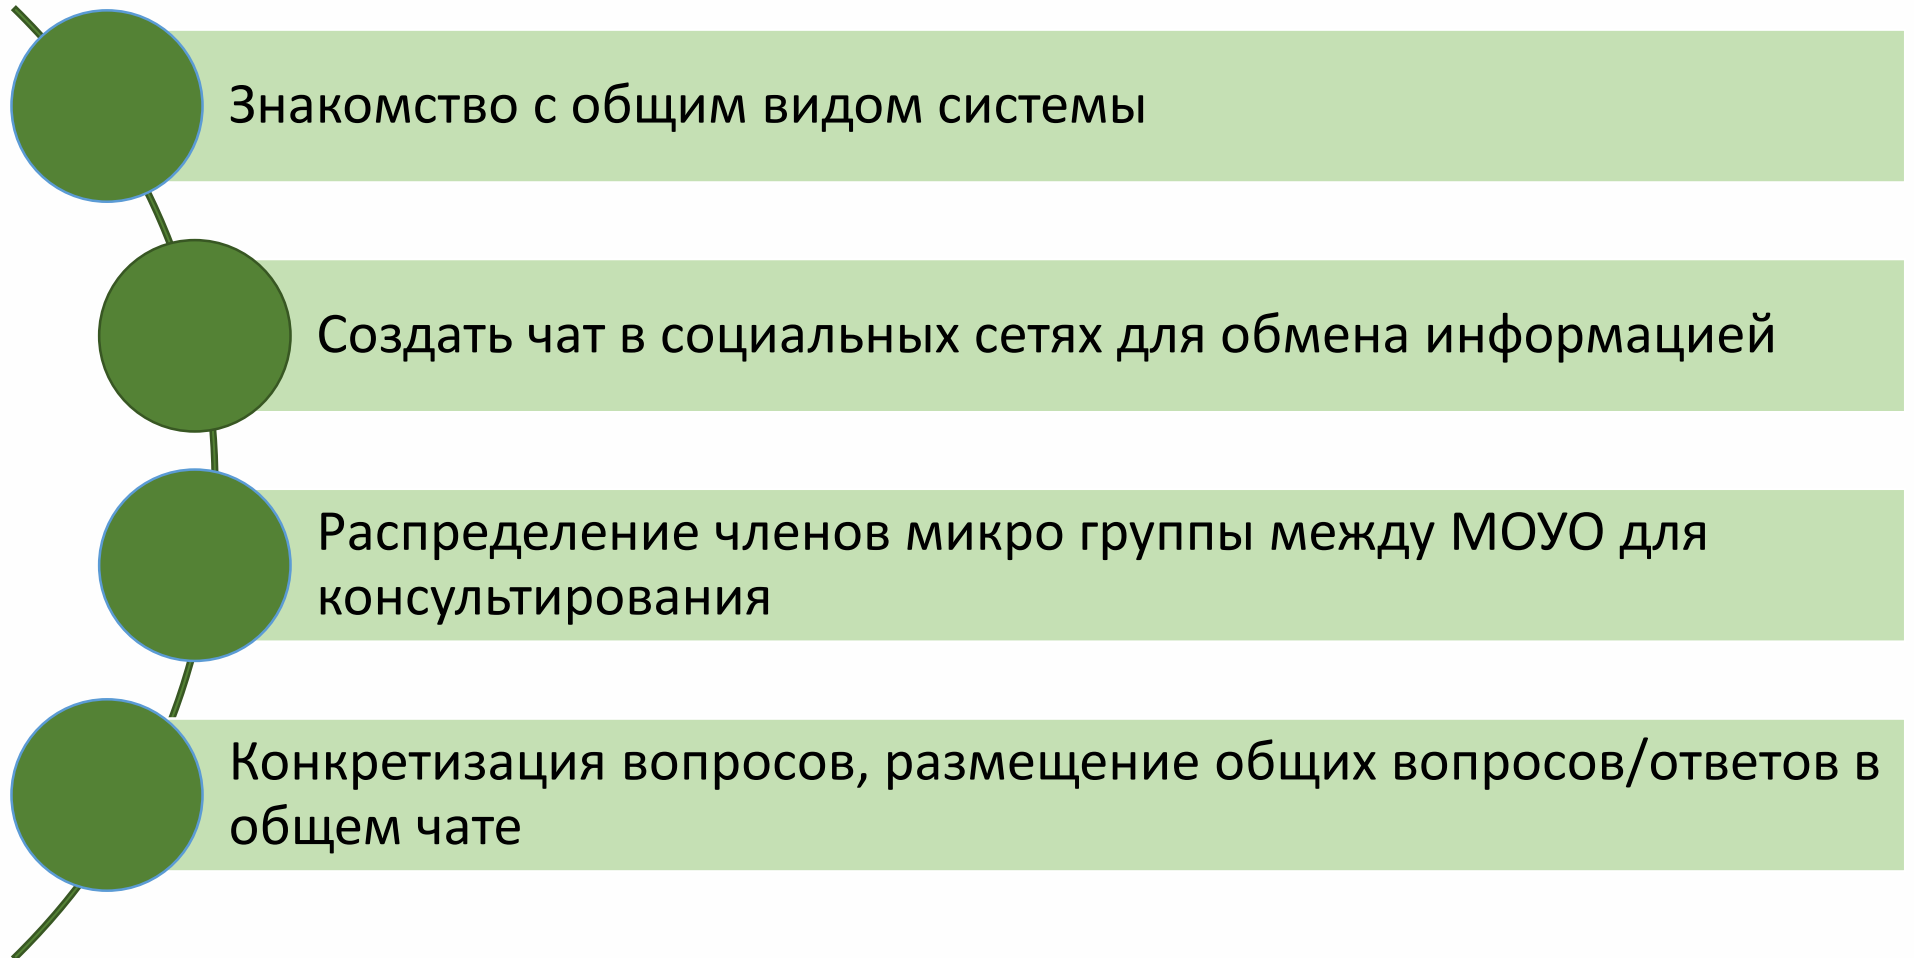 Знакомство с общим видом системы
Создать чат в социальных сетях для обмена информацией
Распределение членов микро группы между МОУО для
консультирования
Конкретизация вопросов, размещение общих вопросов/ответов в
общем чате